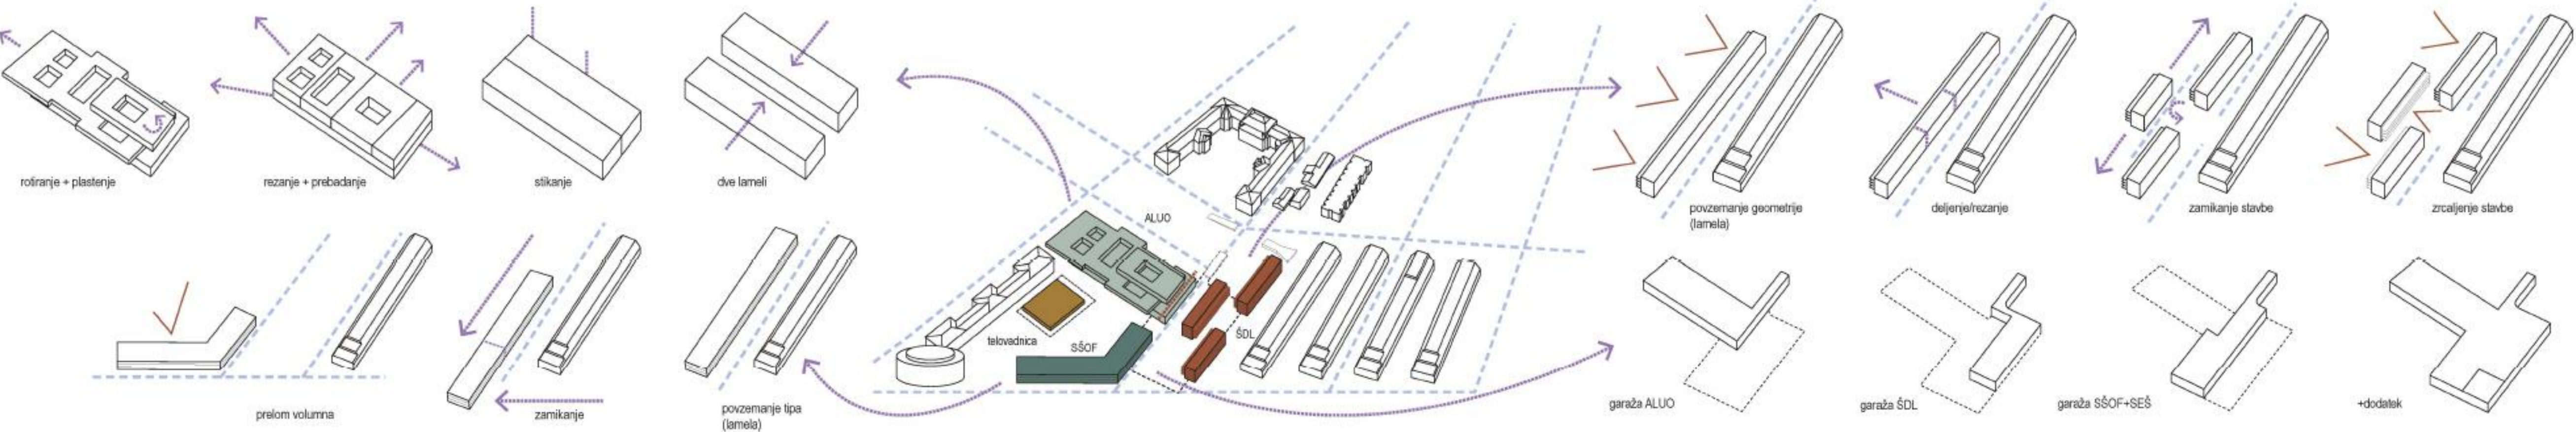 rotiranje + plastenje
rezanje + prebadanje
stikanje
dve lameli
povzemanje geometrije
(lamela)
deljenje/rezanje
zamikanje stavbe
zrcaljenje stavbe
ALUO
telovadnica
SŠOF
ŠDL
prelom volumna
zamikanje
povzemanje tipa
(lamela)
garaža ALUO
garaža ŠDL
garaža SŠOF+SEŠ
+dodatek